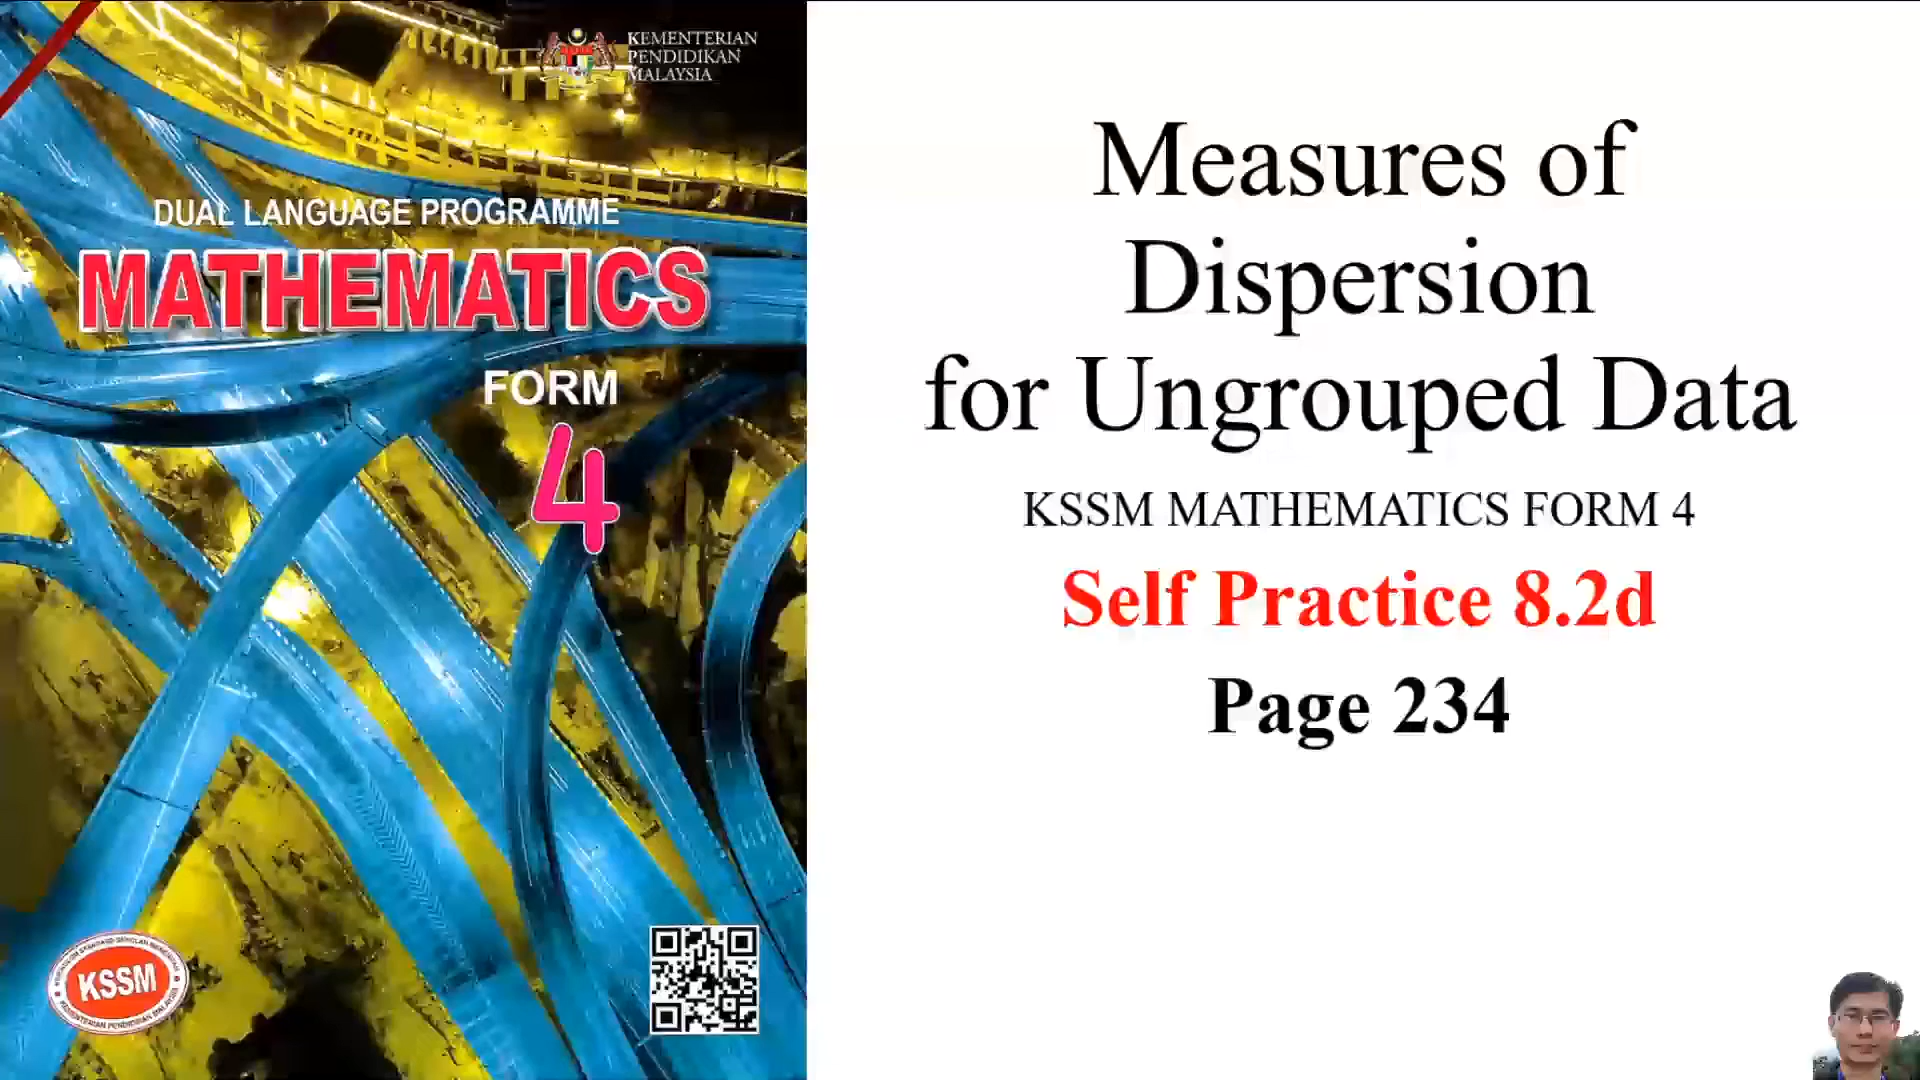 KEMENTERIAN
PENDIDIKAN
MALAYSIA
DUAL LANGUAGE PROGRAMME
MATHEMATICS
FORM
4
KSSM
Measures of
Dispersion
for Ungrouped Data
KSSM MATHEMATICS FORM 4
Self Practice 8.2d
Page 234